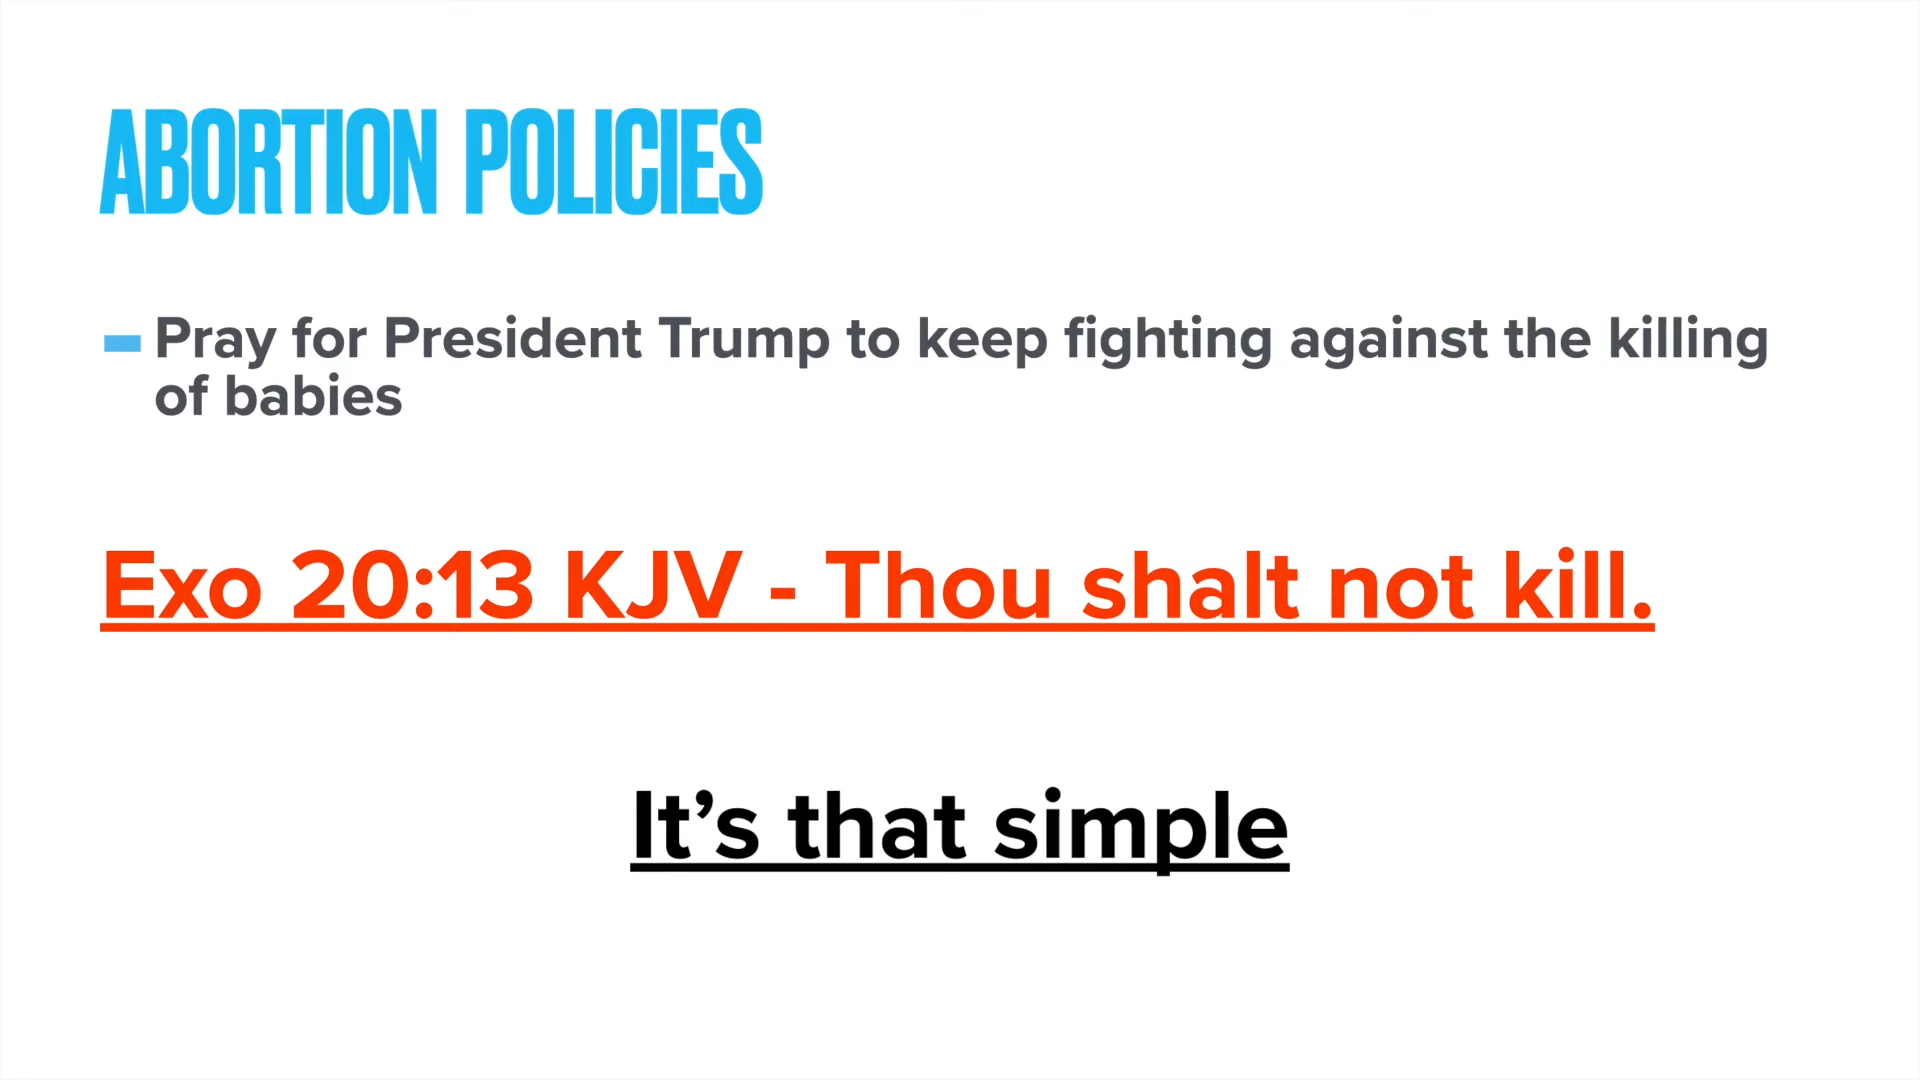 ABORTION POLICIES
Pray for President Trump to keep fighting against the killing
of babies
Exo 20:13 KJV - Thou shalt not kill.
It’s that simple